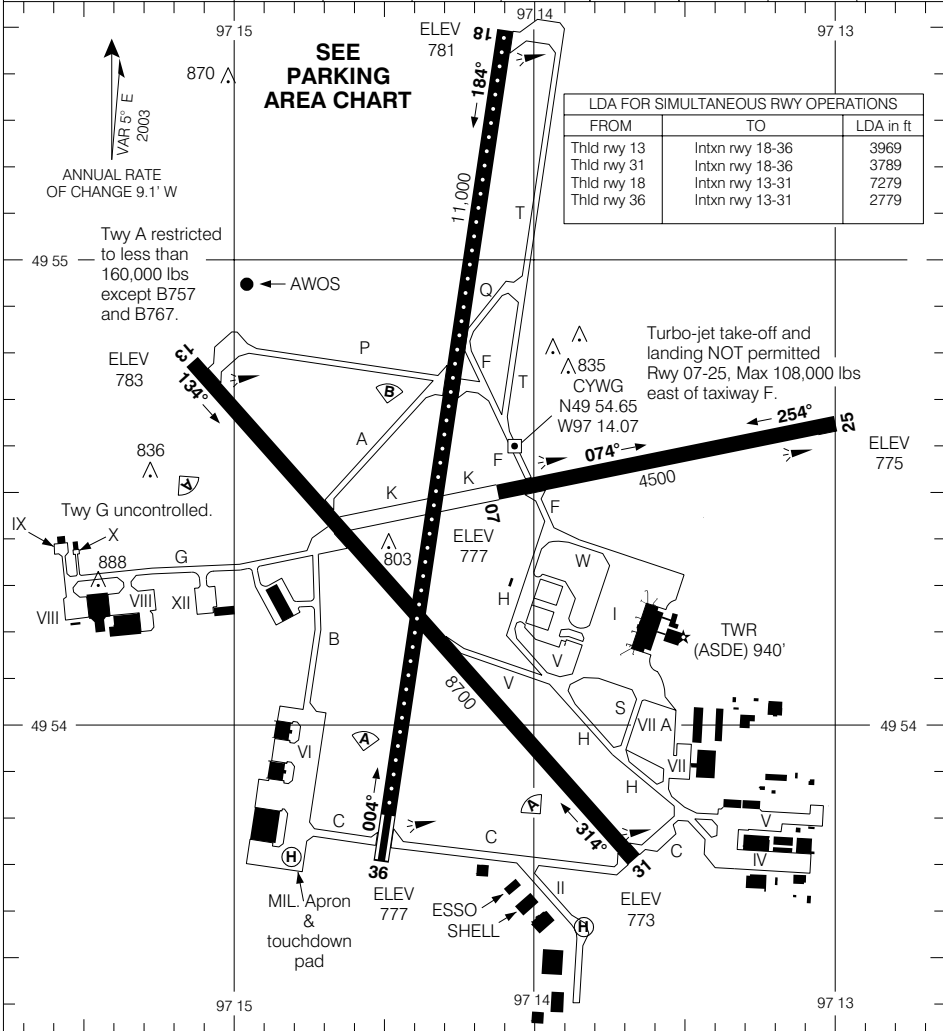 97 15
97 14
97 13
SEE
PARKING
AREA CHART
ELEV
781
18
184°
870
VAR 5° E
2003
ANNUAL RATE
OF CHANGE 9.1' W
LDA FOR SIMULTANEOUS RWY OPERATIONS
FROM TO LDA in ft
Thld rwy 13 Intxn rwy 18-36 3969
Thld rwy 31 Intxn rwy 18-36 3789
Thld rwy 18 Intxn rwy 13-31 7279
Thld rwy 36 Intxn rwy 13-31 2779
11,000
T
Twy A restricted
to less than
160,000 lbs
except B757
and B767.
49 55
49 55
AWOS
Q
13
ELEV
783
134°
P
F
T
B
835
CYWG
N49 54.65
W97 14.07
Turbo-jet take-off and
landing NOT permitted
Rwy 07-25, Max 108,000 lbs
east of taxiway F.
A
254°
25
ELEV
775
074°
4500
F
836
A
K
K
07
F
Twy G uncontrolled.
IX
X
G
888
803
ELEV
777
W
H
VIII
VIII
XII
I
TWR
(ASDE) 940'
B
V
V
8700
S
VII A
49 54
49 54
VI
A
H
VII
H
004°
A
314°
V
C
C
C
IV
H
36
31
MIL. Apron
&
touchdown
pad
ELEV
777
ESSO
SHELL
II
H
ELEV
773
97 15
97 14
97 13